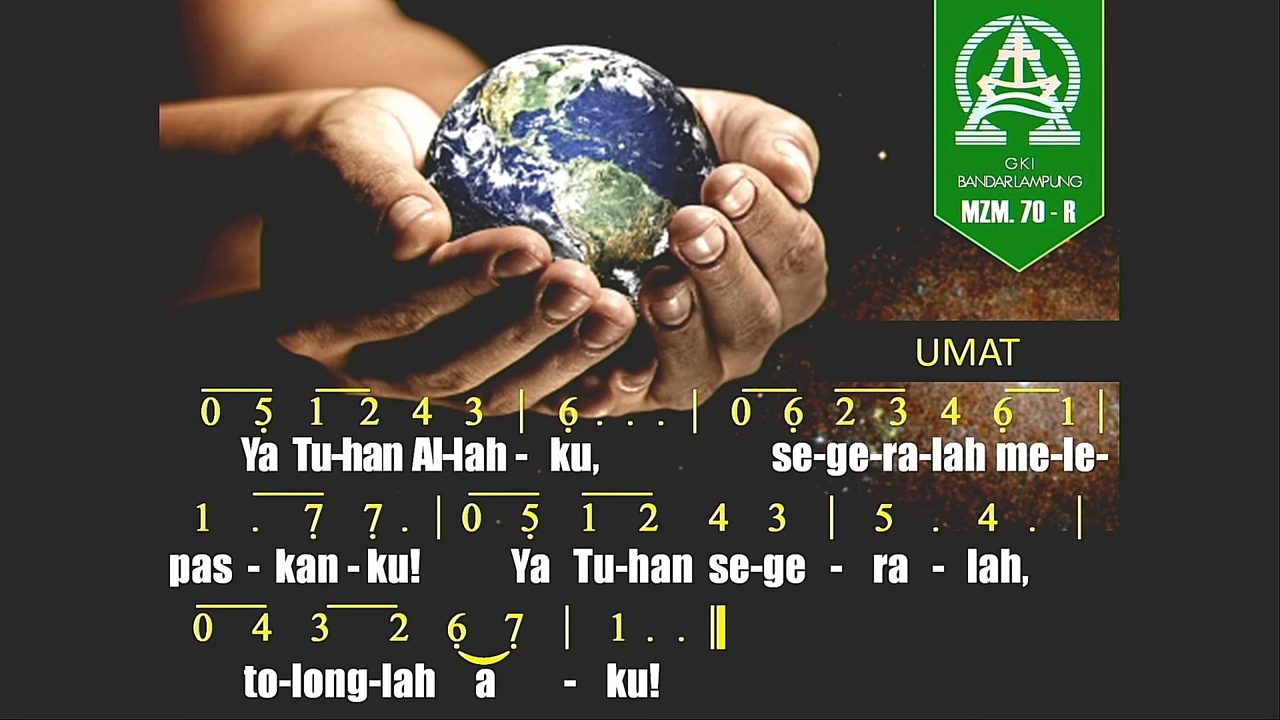 GKI
BANDAR LAMPUNG
MZM. 70 - R
UMAT
0 5̣ 1 2 4 3 | 6̣ . . . | 0 6̣ 2 3 4 6̣ 1 |
Ya Tu-han Al-lah - ku, se-ge-ra-lah me-le-
1 . 7̣ 7̣ . | 0 5̣ 1 2 4 3 | 5 . 4 . |
pas - kan - ku! Ya Tu-han se-ge - ra - lah,
0 4 3 2 6̣ 7̣ | 1 . . ||
to-long-lah a - ku!